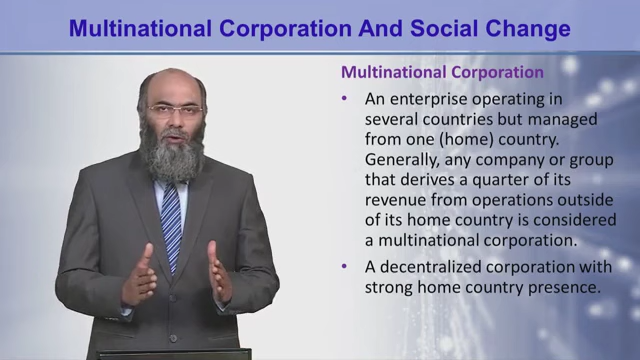 Multinational Corporation And Social Change
Multinational Corporation
• An enterprise operating in
several countries but managed
from one (home) country.
Generally, any company or group
that derives a quarter of its
revenue from operations outside
of its home country is considered
a multinational corporation.
• A decentralized corporation with
strong home country presence.